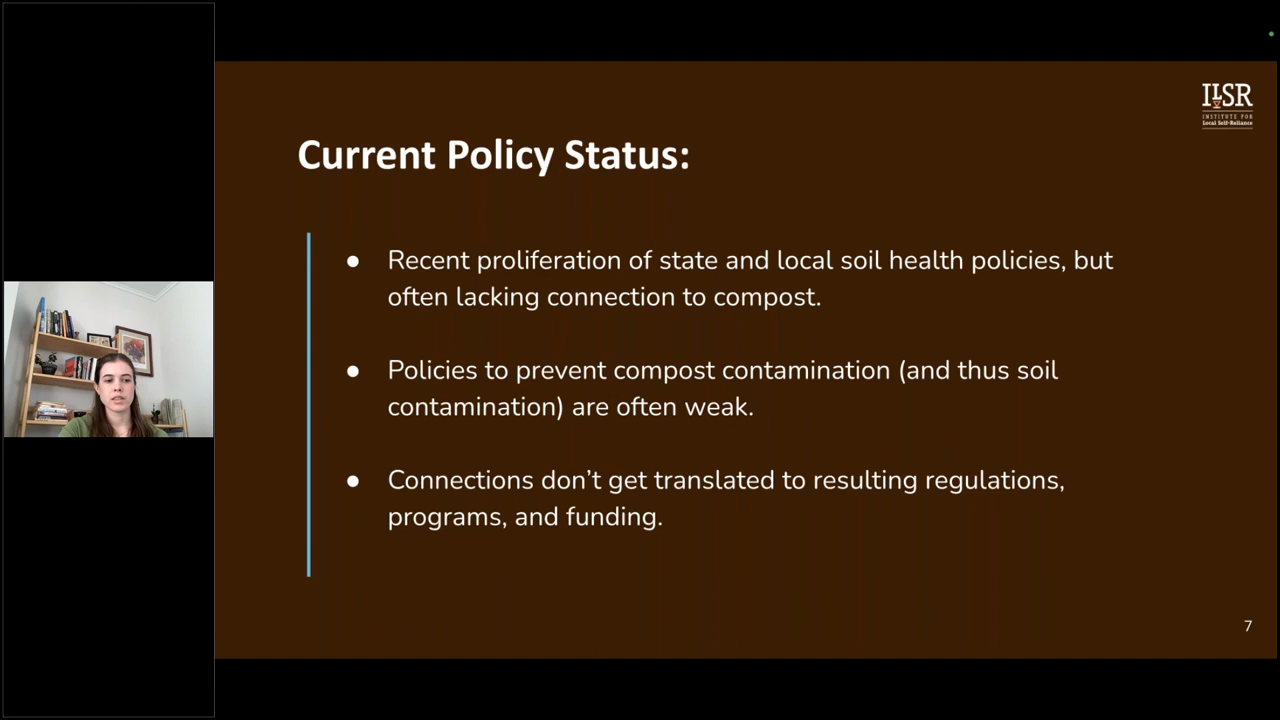 ILSR
INSTITUTE FOR
Local Self-Reliance
Current Policy Status:
● Recent proliferation of state and local soil health policies, but
often lacking connection to compost.
● Policies to prevent compost contamination (and thus soil
contamination) are often weak.
● Connections don’t get translated to resulting regulations,
programs, and funding.
7